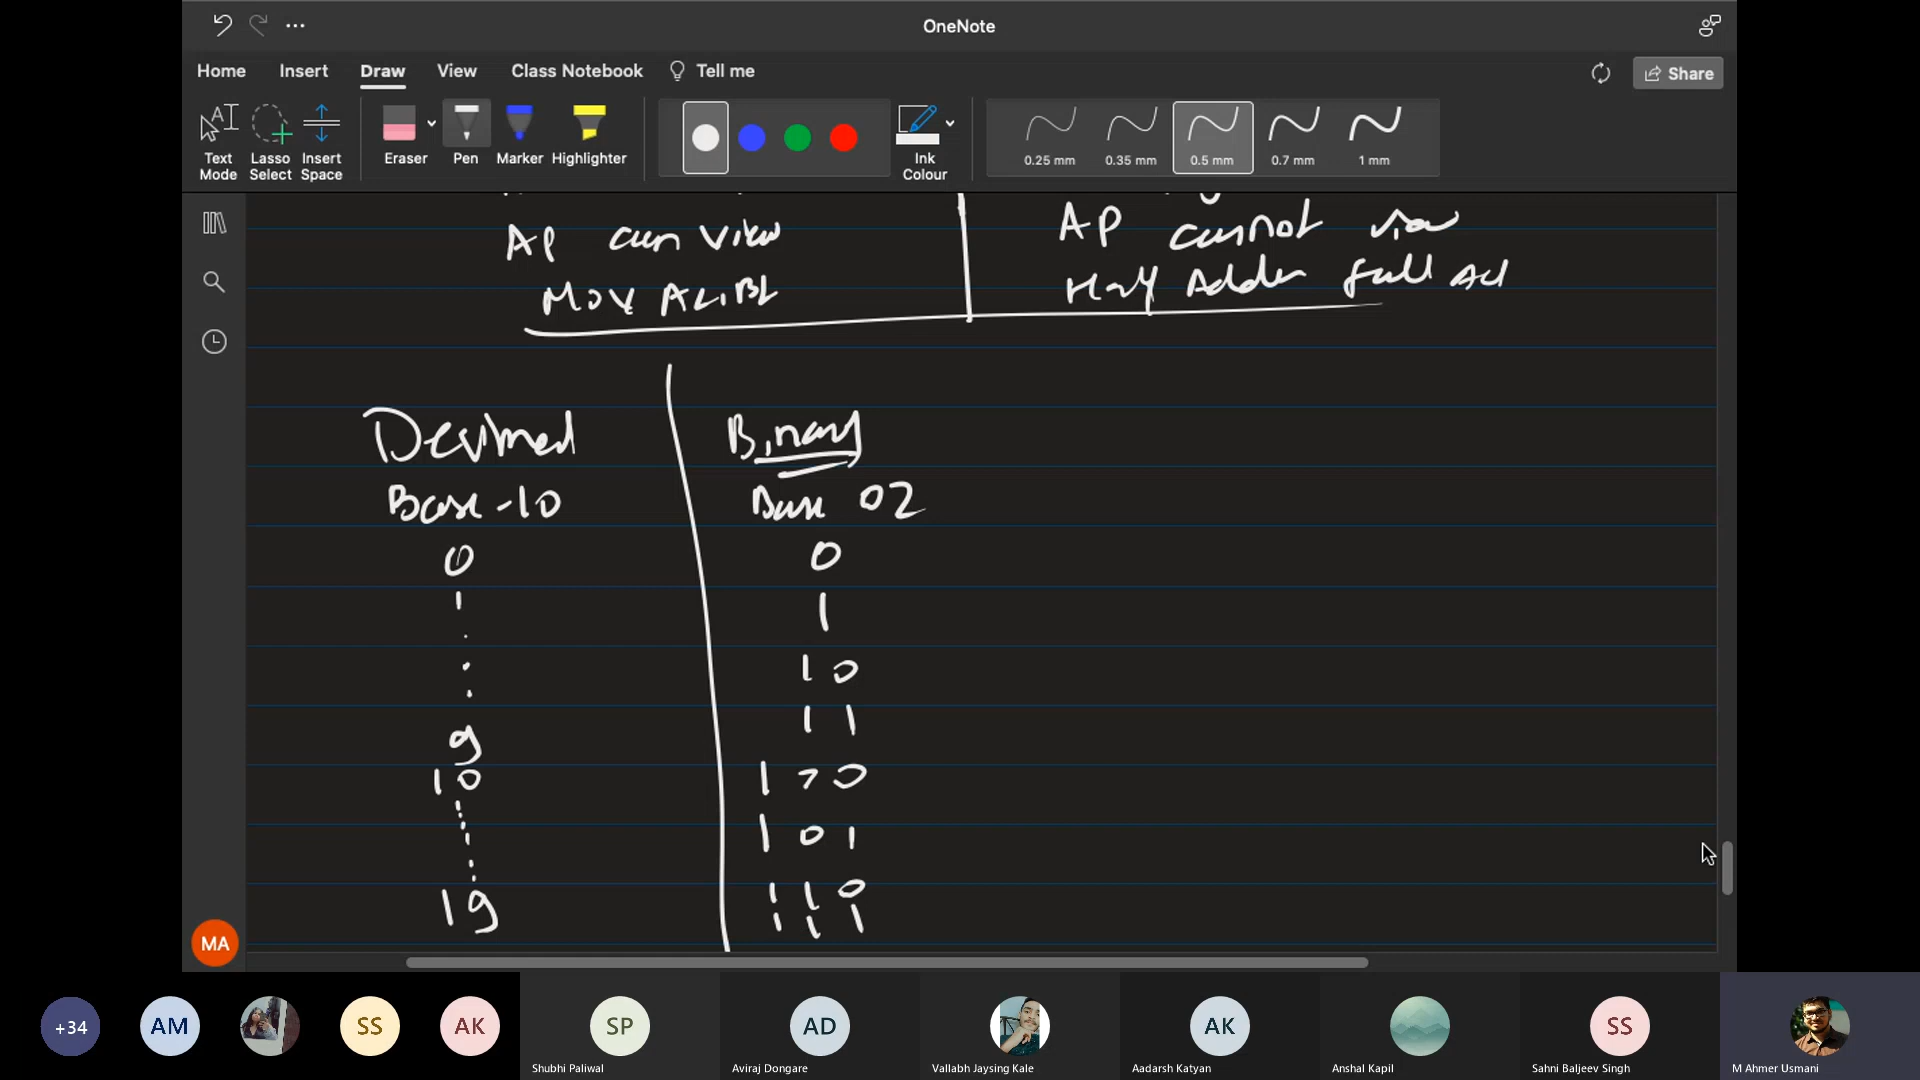 OneNote
Home Insert Draw View Class Notebook Tell me
Share
Text Mode
Lasso Select
Insert Space
Eraser
Pen
Marker
Highlighter
Ink Colour
0.25 mm
0.35 mm
0.5 mm
0.7 mm
1 mm
AP can view
AP cannot view
MOV AL,BL
Half Adder full Ad
Decimal
Binary
Base-10
Base 02
0
0
1
1
10
11
9
10
100
101
19
110
111
MA
+34
AM
SS
AK
SP
AD
AK
SS
Shubhi Paliwal
Aviraj Dongare
Vallabh Jaysing Kale
Aadarsh Katyan
Anshal Kapil
Sahni Baljeev Singh
M Ahmer Usmani